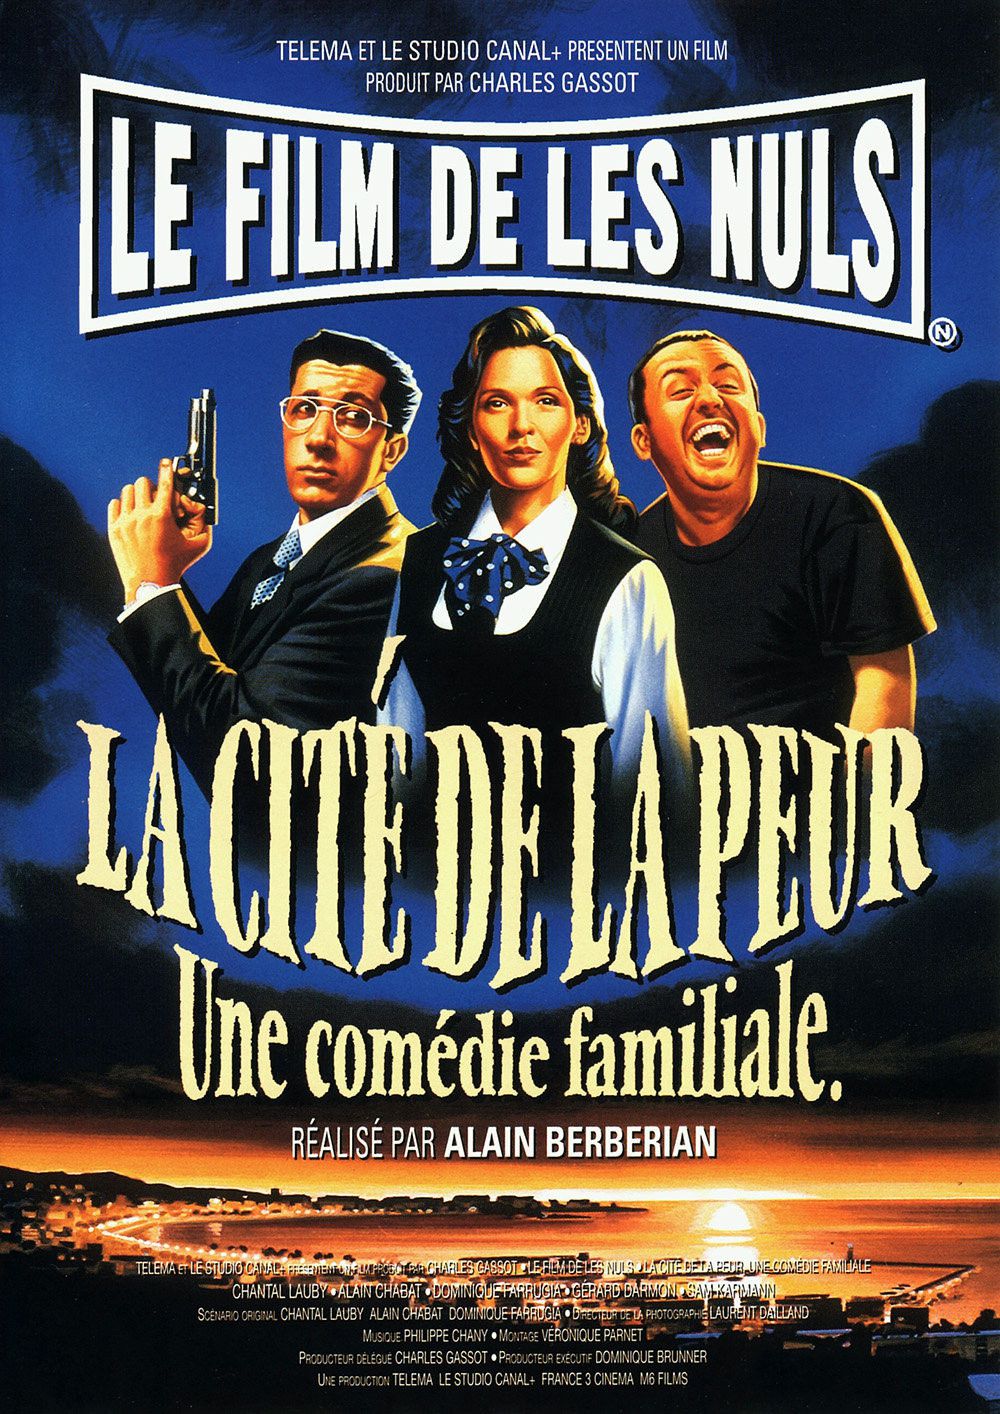 TELEMA ET LE STUDIO CANAL+ PRESENTENT UN FILM
PRODUIT PAR CHARLES GASSOT
LE FILM DE LES NULS
N
LA CITÉ DE LA PEUR
Une comédie familiale.
RÉALISÉ PAR ALAIN BERBERIAN
TELEMA ET LE STUDIO CANAL+ PRÉSENTENT UN FILM PRODUIT PAR CHARLES GASSOT • LE FILM DE LES NULS • LA CITÉ DE LA PEUR, UNE COMÉDIE FAMILIALE
CHANTAL LAUBY • ALAIN CHABAT • DOMINIQUE FARRUGIA • GÉRARD DARMON • SAM KARMANN
SCÉNARIO ORIGINAL CHANTAL LAUBY ALAIN CHABAT DOMINIQUE FARRUGIA • DIRECTEUR DE LA PHOTOGRAPHIE LAURENT DAILLAND
MUSIQUE PHILIPPE CHANY • MONTAGE VÉRONIQUE PARNET
PRODUCTEUR DÉLÉGUÉ CHARLES GASSOT • PRODUCTEUR EXÉCUTIF DOMINIQUE BRUNNER
UNE PRODUCTION TELEMA LE STUDIO CANAL+ FRANCE 3 CINEMA M6 FILMS